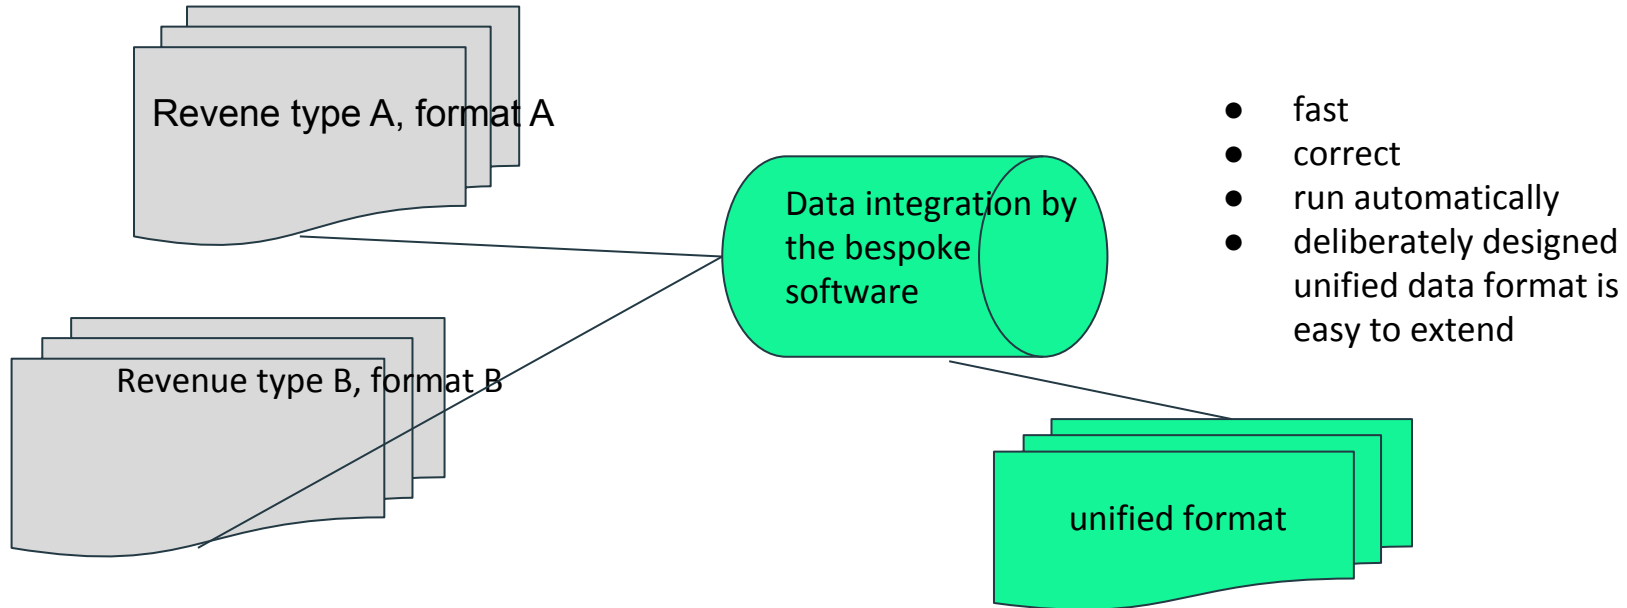 Revene type A, format A
Revenue type B, format B
Data integration by
the bespoke
software
● fast
● correct
● run automatically
● deliberately designed
unified data format is
easy to extend
unified format